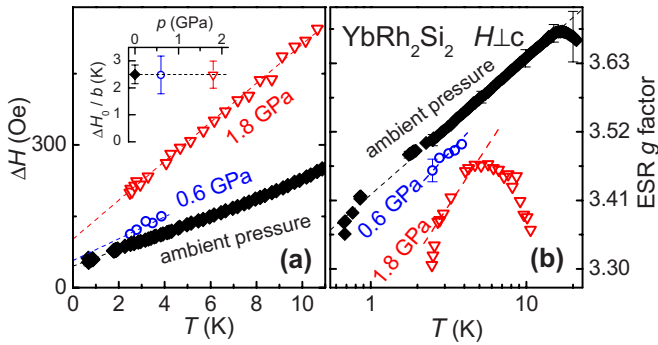 p (GPa)
0 1 2
ΔH₀ / b (K)
3
2
1
0
ΔH (Oe)
300
0
1.8 GPa
0.6 GPa
ambient pressure
(a)
0 2 4 6 8 10
T (K)
YbRh₂Si₂ H⊥c
ambient pressure
0.6 GPa
1.8 GPa
(b)
3.63
3.52
3.41
3.30
ESR g factor
1 10
T (K)